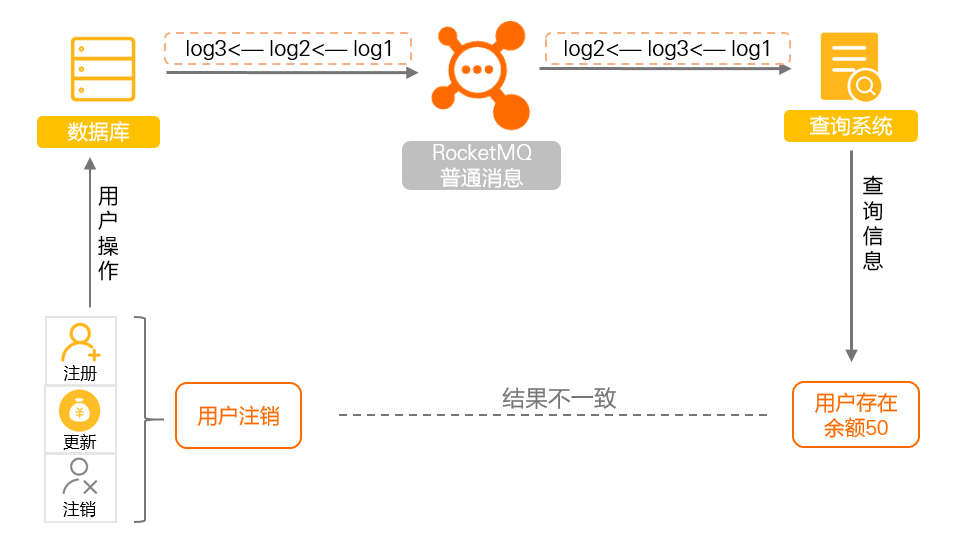 log3<— log2<— log1
log2<— log3<— log1
数据库
RocketMQ
普通消息
查询系统
用户操作
查询信息
注册
更新
注销
用户注销
结果不一致
用户存在
余额50